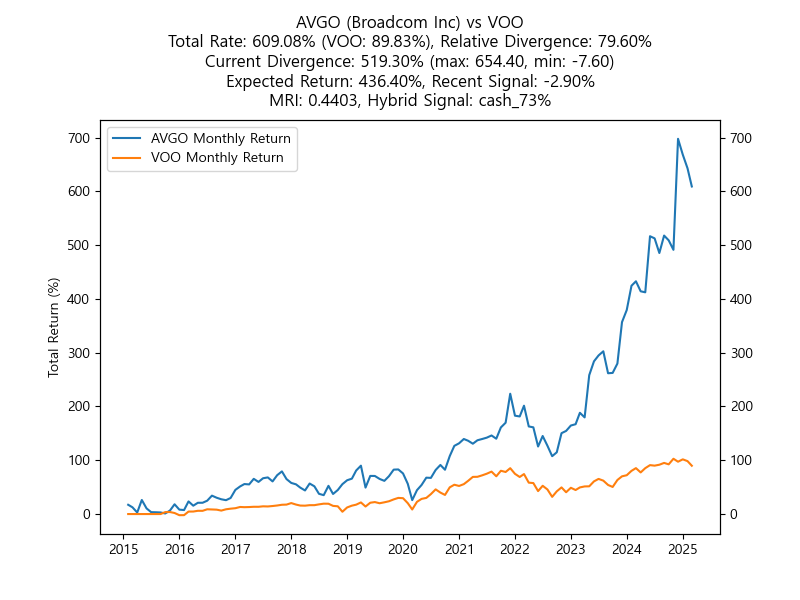 AVGO (Broadcom Inc) vs VOO
Total Rate: 609.08% (VOO: 89.83%), Relative Divergence: 79.60%
Current Divergence: 519.30% (max: 654.40, min: -7.60)
Expected Return: 436.40%, Recent Signal: -2.90%
MRI: 0.4403, Hybrid Signal: cash_73%
AVGO Monthly Return
VOO Monthly Return
Total Return (%)
700
600
500
400
300
200
100
0
700
600
500
400
300
200
100
0
2015 2016 2017 2018 2019 2020 2021 2022 2023 2024 2025